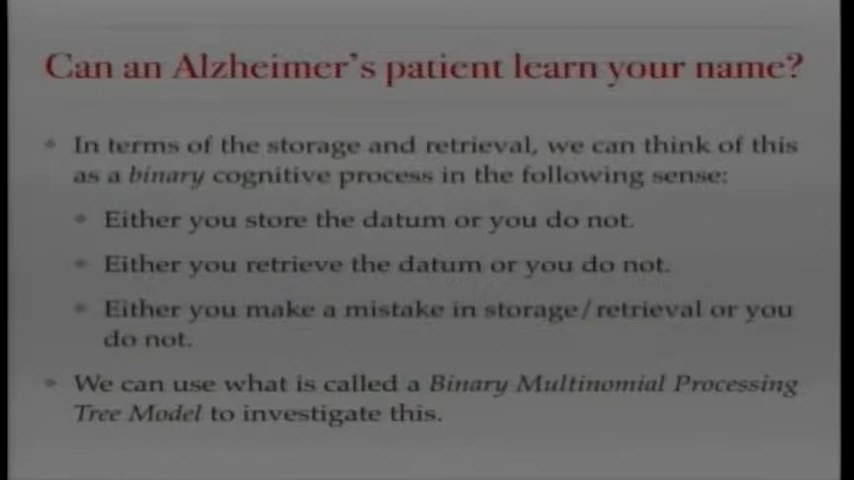 Can an Alzheimer's patient learn your name?
In terms of the storage and retrieval, we can think of this
as a binary cognitive process in the following sense:
Either you store the datum or you do not.
Either you retrieve the datum or you do not.
Either you make a mistake in storage/retrieval or you
do not.
We can use what is called a Binary Multinomial Processing
Tree Model to investigate this.